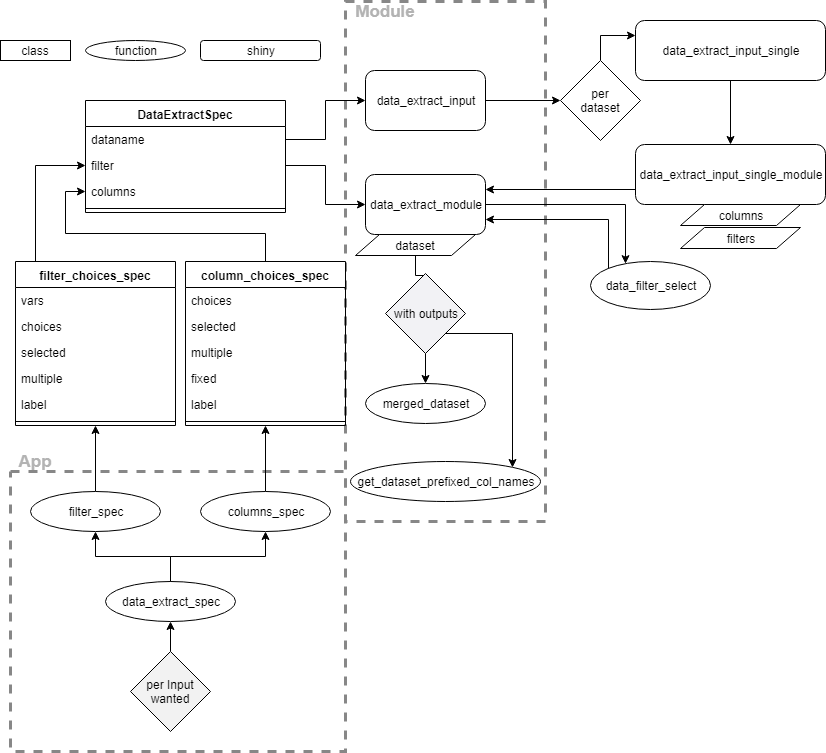 Module
class
function
shiny
data_extract_input_single
data_extract_input
per
dataset
DataExtractSpec
dataname
filter
columns
data_extract_input_single_module
columns
filters
data_extract_module
dataset
data_filter_select
filter_choices_spec
vars
choices
selected
multiple
label
column_choices_spec
choices
selected
multiple
fixed
label
with outputs
merged_dataset
get_dataset_prefixed_col_names
App
filter_spec
columns_spec
data_extract_spec
per Input
wanted